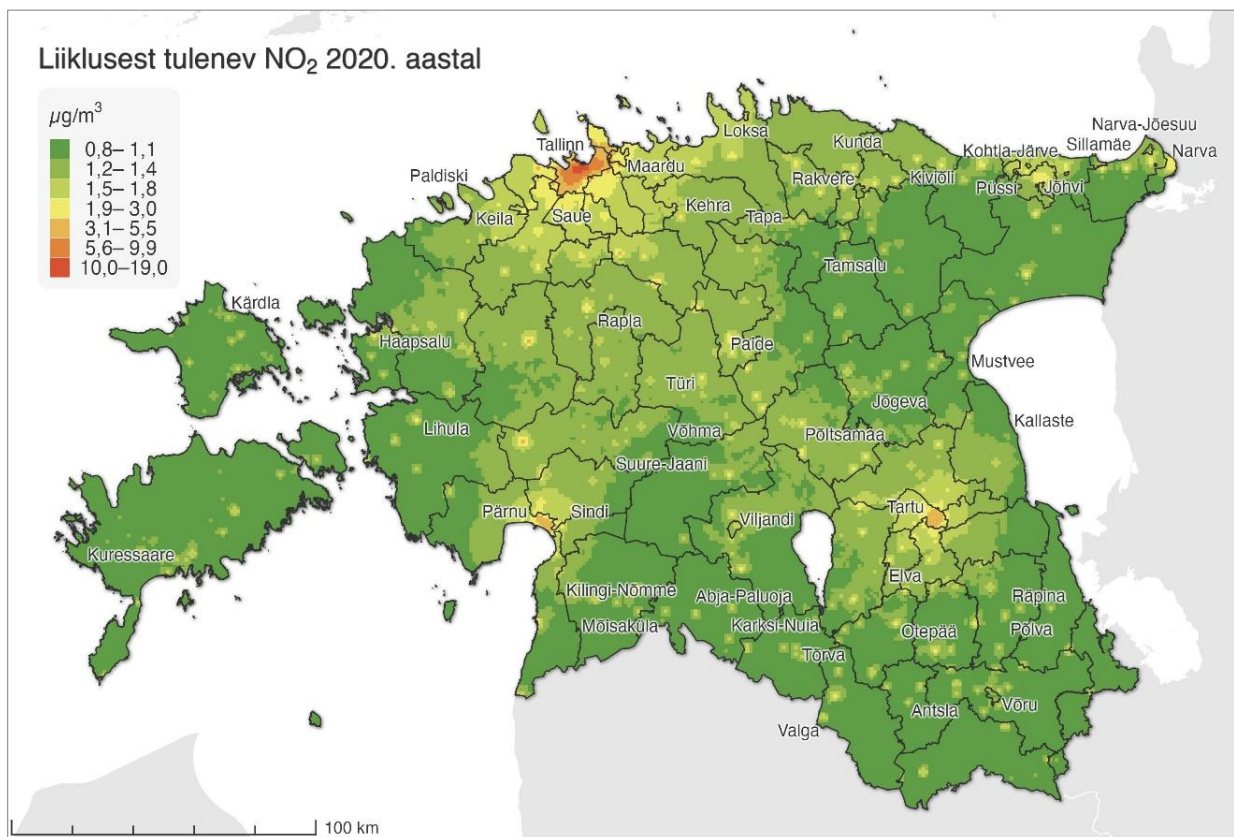 Liiklusest tulenev NO₂ 2020. aastal
µg/m³
0,8– 1,1
1,2– 1,4
1,5– 1,8
1,9– 3,0
3,1– 5,5
5,6– 9,9
10,0–19,0
Tallinn
Loksa
Narva-Jõesuu
Kunda
Kohtla-Järve
Sillamäe
Narva
Maardu
Paldiski
Rakvere
Kiviõli
Püssi
Jõhvi
Kehra
Keila
Saue
Tapa
Tamsalu
Kärdla
Rapla
Haapsalu
Paide
Mustvee
Türi
Jõgeva
Kallaste
Lihula
Võhma
Põltsamaa
Suure-Jaani
Pärnu
Sindi
Viljandi
Tartu
Kuressaare
Elva
Kilingi-Nõmme
Abja-Paluoja
Räpina
Mõisaküla
Karksi-Nuia
Otepää
Põlva
Tõrva
Antsla
Võru
Valga
100 km